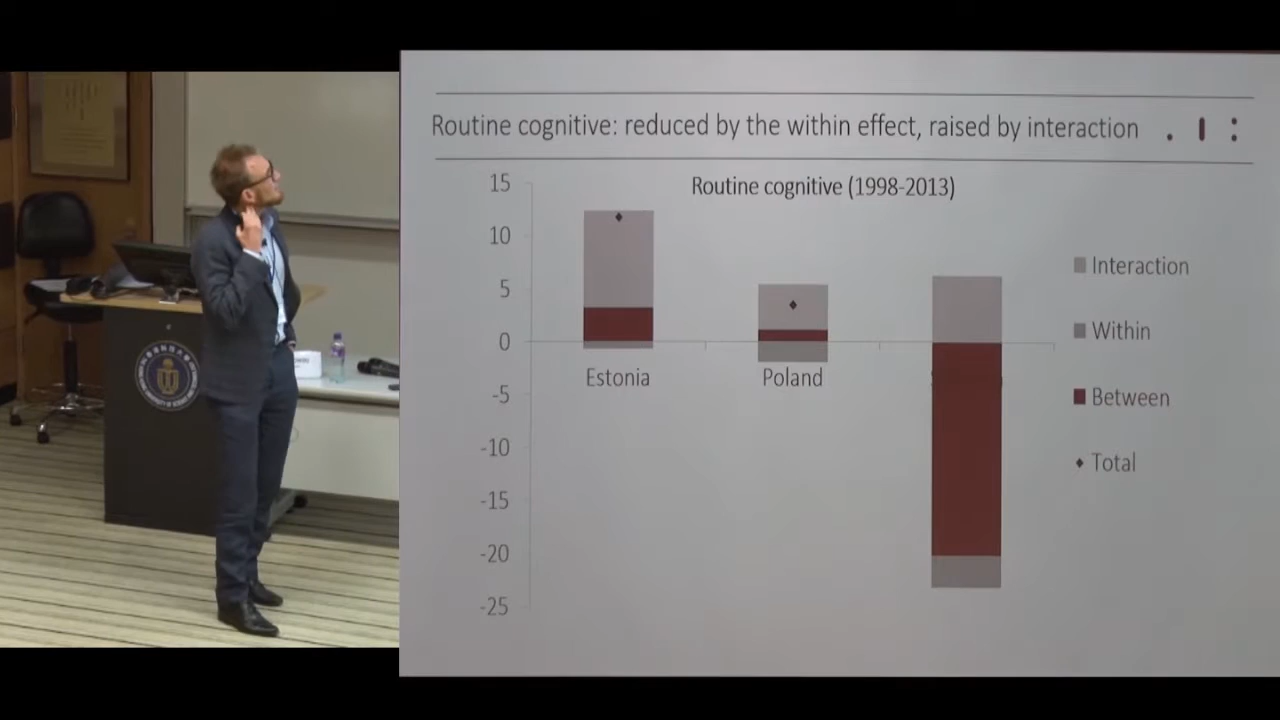 Routine cognitive: reduced by the within effect, raised by interaction
Routine cognitive (1998-2013)
15
10
5
0
-5
-10
-15
-20
-25
Estonia
Poland
Interaction
Within
Between
Total